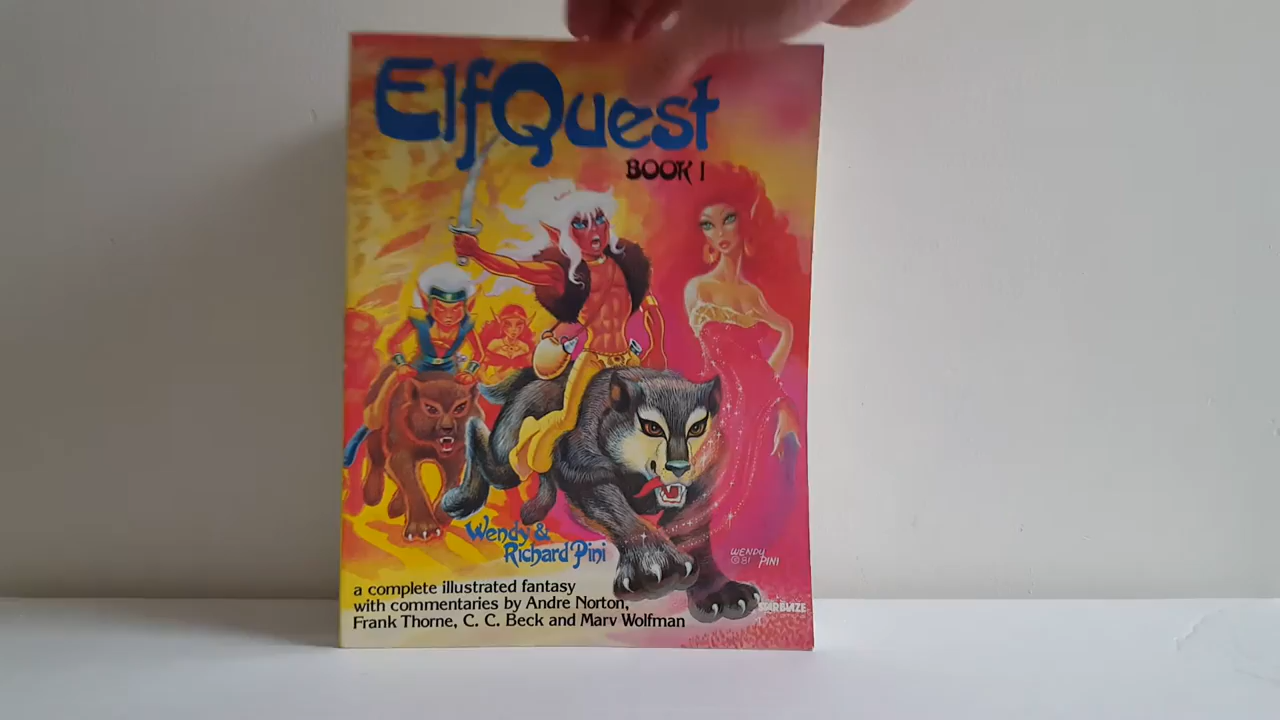 ElfQuest
BOOK 1
Wendy &
Richard Pini
WENDY
©81 PINI
a complete illustrated fantasy
with commentaries by Andre Norton,
Frank Thorne, C. C. Beck and Marv Wolfman
STARBLAZE